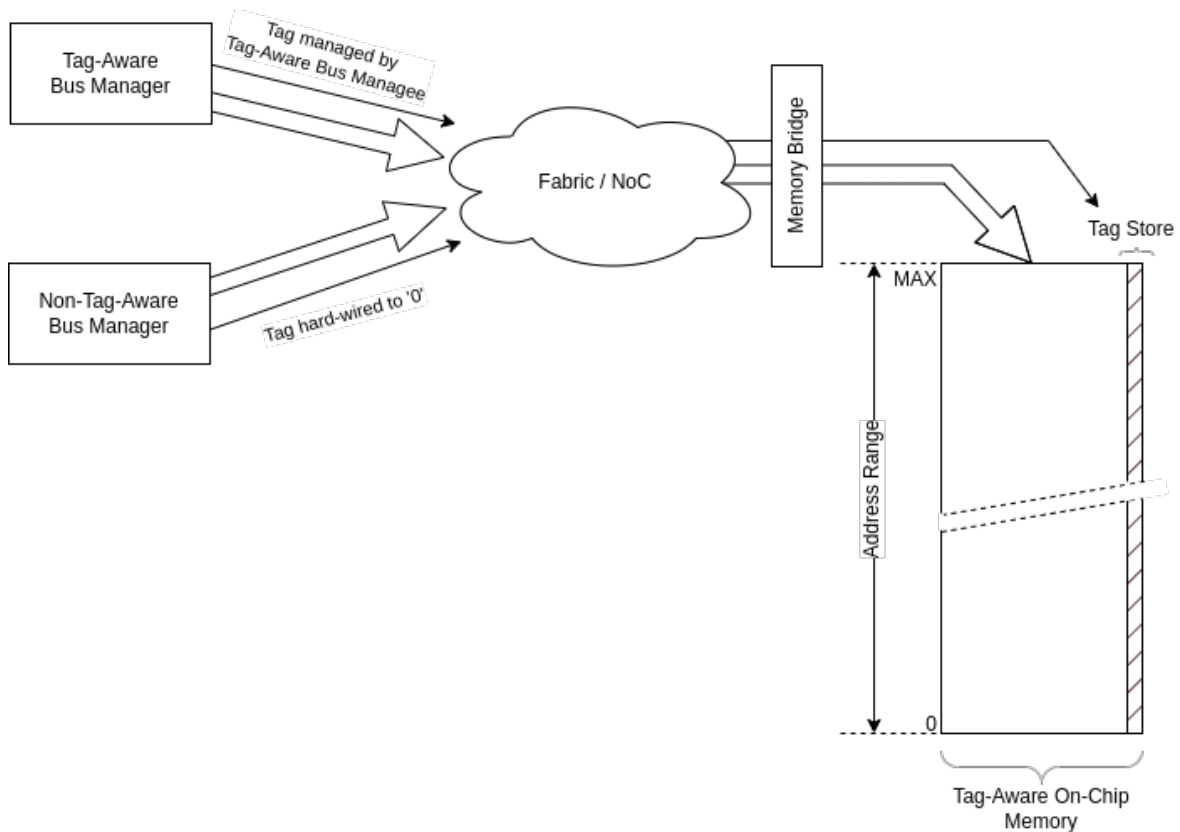 Tag-Aware
Bus Manager
Tag managed by
Tag-Aware Bus Managee
Fabric / NoC
Memory Bridge
Tag Store
Non-Tag-Aware
Bus Manager
Tag hard-wired to '0'
MAX
Address Range
0
Tag-Aware On-Chip
Memory